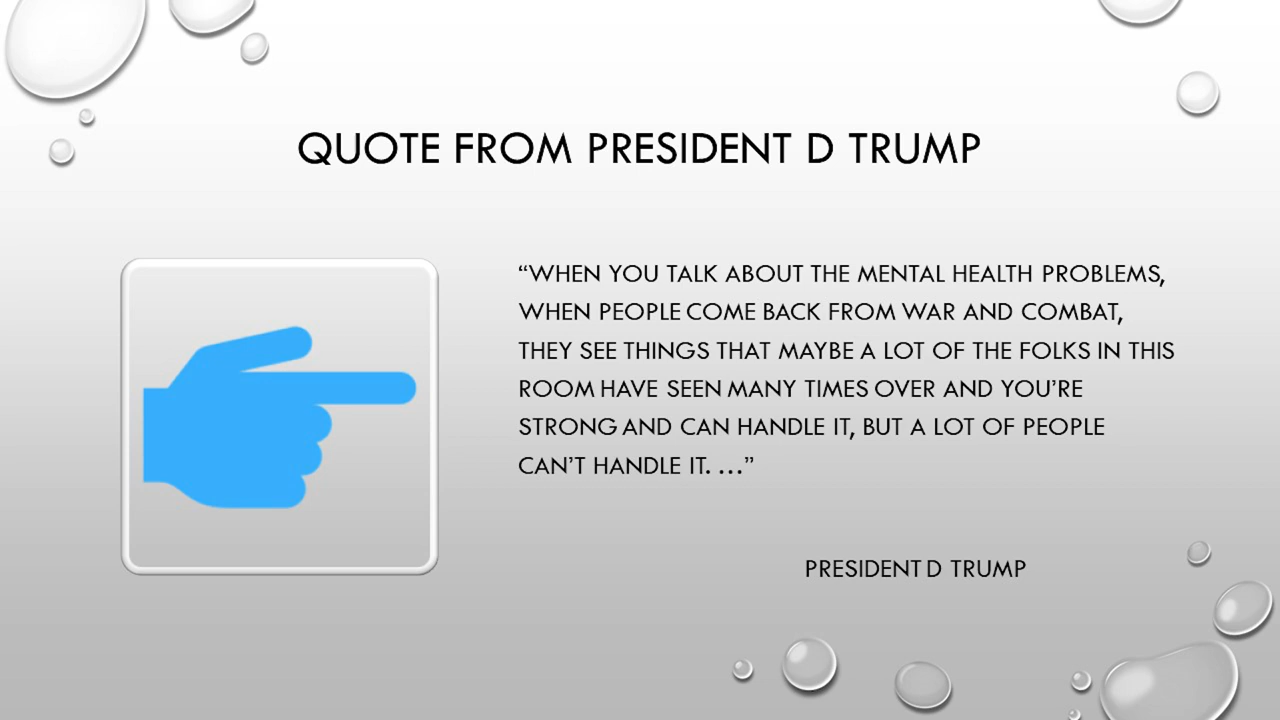 QUOTE FROM PRESIDENT D TRUMP
“WHEN YOU TALK ABOUT THE MENTAL HEALTH PROBLEMS,
WHEN PEOPLE COME BACK FROM WAR AND COMBAT,
THEY SEE THINGS THAT MAYBE A LOT OF THE FOLKS IN THIS
ROOM HAVE SEEN MANY TIMES OVER AND YOU’RE
STRONG AND CAN HANDLE IT, BUT A LOT OF PEOPLE
CAN’T HANDLE IT. …”
PRESIDENT D TRUMP